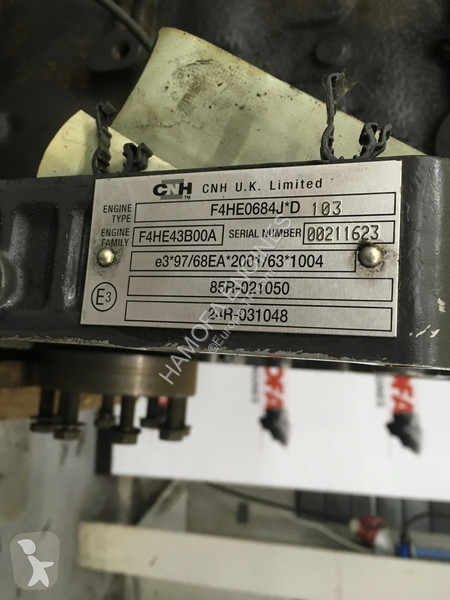 CNH TM CNH U.K. Limited
ENGINE TYPE F4HE0684J*D 103
ENGINE FAMILY F4HE43B00A SERIAL NUMBER 00211623
e3*97/68EA*2001/63*1004
E3 85R-021050
24R-031048
HAMOFA ENGINES